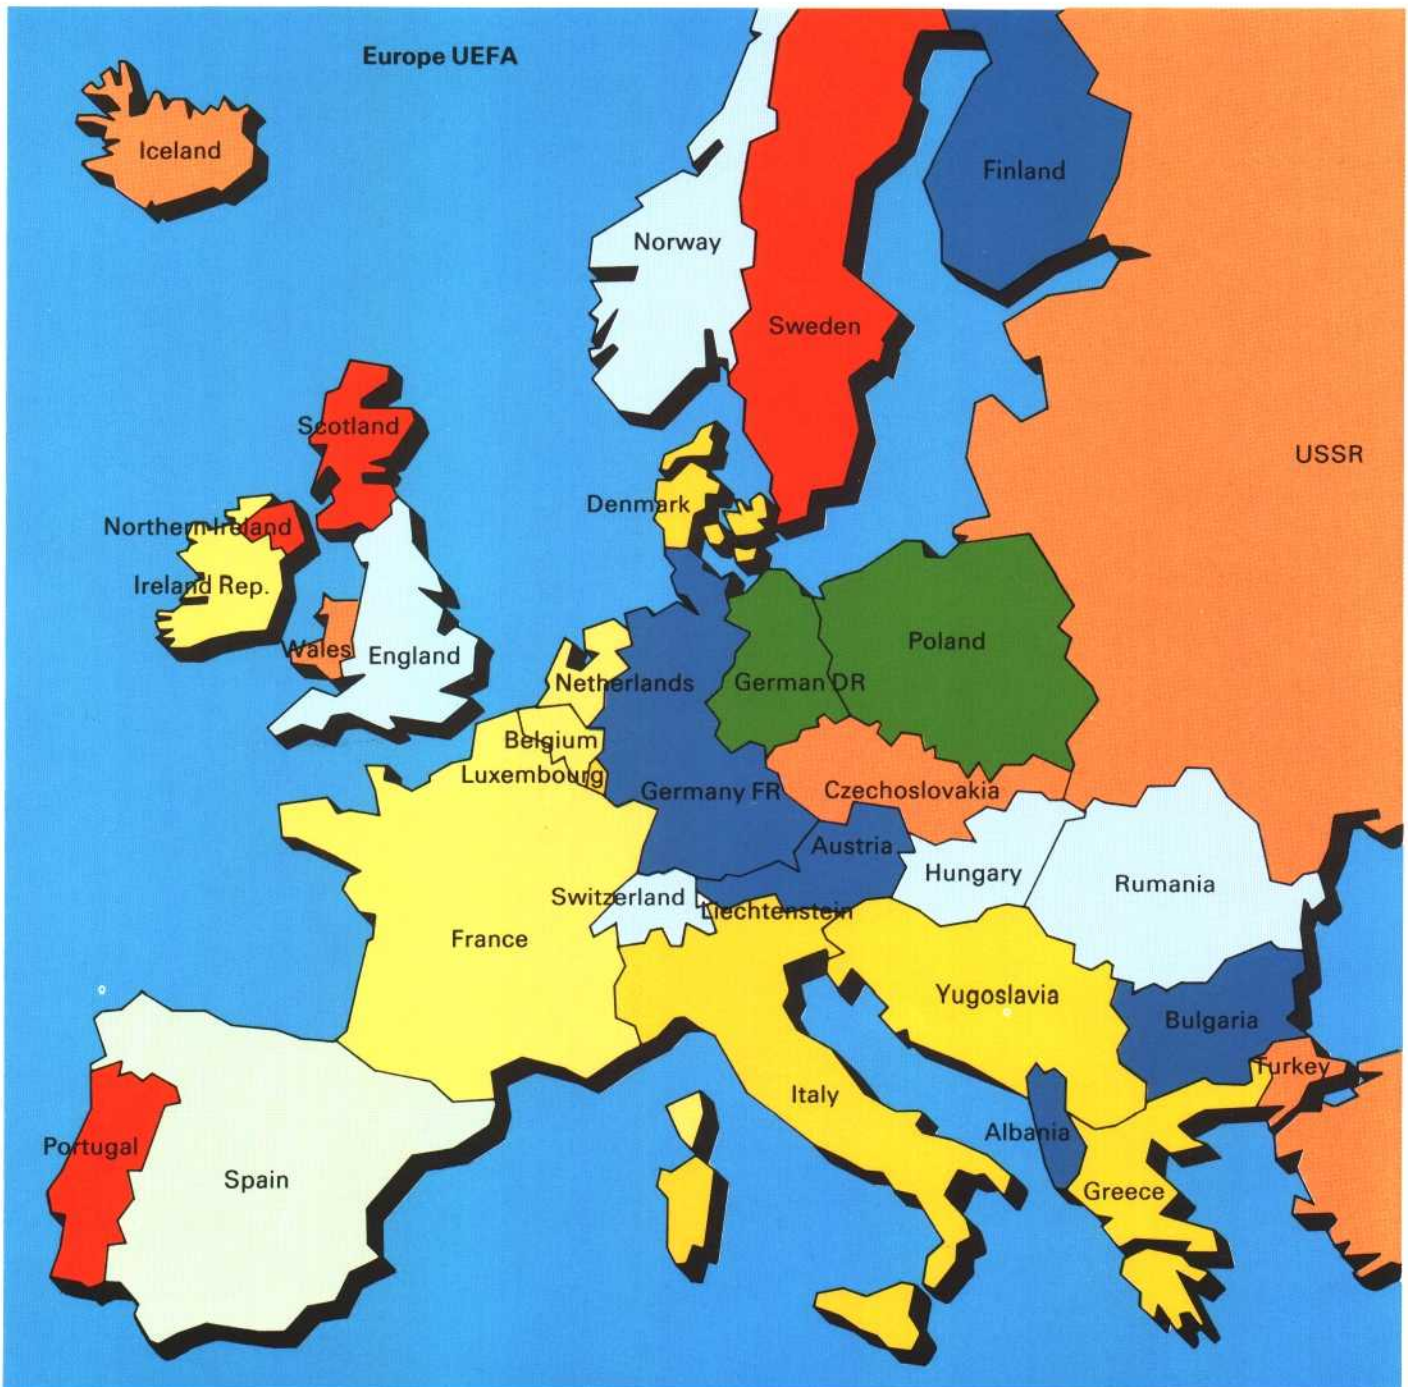 Europe UEFA
Iceland
Finland
Norway
Sweden
Scotland
USSR
Denmark
Northern Ireland
Ireland Rep.
Poland
Wales
England
Netherlands
German DR
Belgium
Luxembourg
Germany FR
Czechoslovakia
Austria
Hungary
Rumania
Switzerland
Liechtenstein
France
Yugoslavia
Bulgaria
Turkey
Italy
Albania
Portugal
Spain
Greece